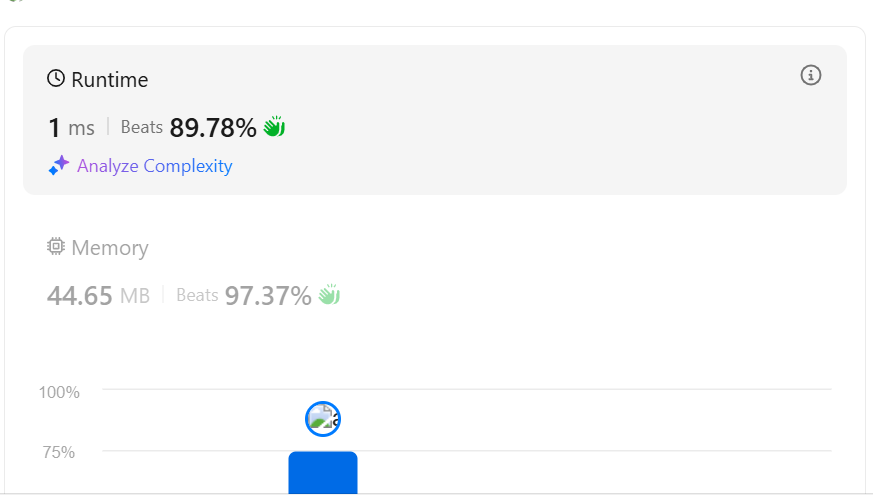 Runtime
1 ms | Beats 89.78%
Analyze Complexity
Memory
44.65 MB | Beats 97.37%
100%
75%